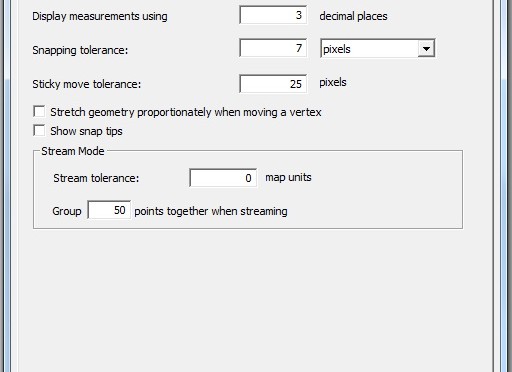 Display measurements using 3 decimal places
Snapping tolerance: 7 pixels
Sticky move tolerance: 25 pixels
Stretch geometry proportionately when moving a vertex
Show snap tips
Stream Mode
Stream tolerance: 0 map units
Group 50 points together when streaming